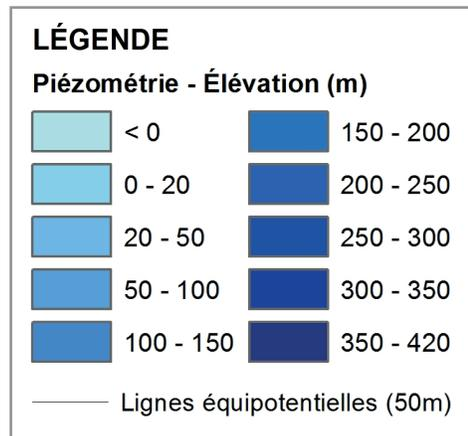 LÉGENDE
Piézométrie - Élévation (m)
< 0
0 - 20
20 - 50
50 - 100
100 - 150
150 - 200
200 - 250
250 - 300
300 - 350
350 - 420
Lignes équipotentielles (50m)